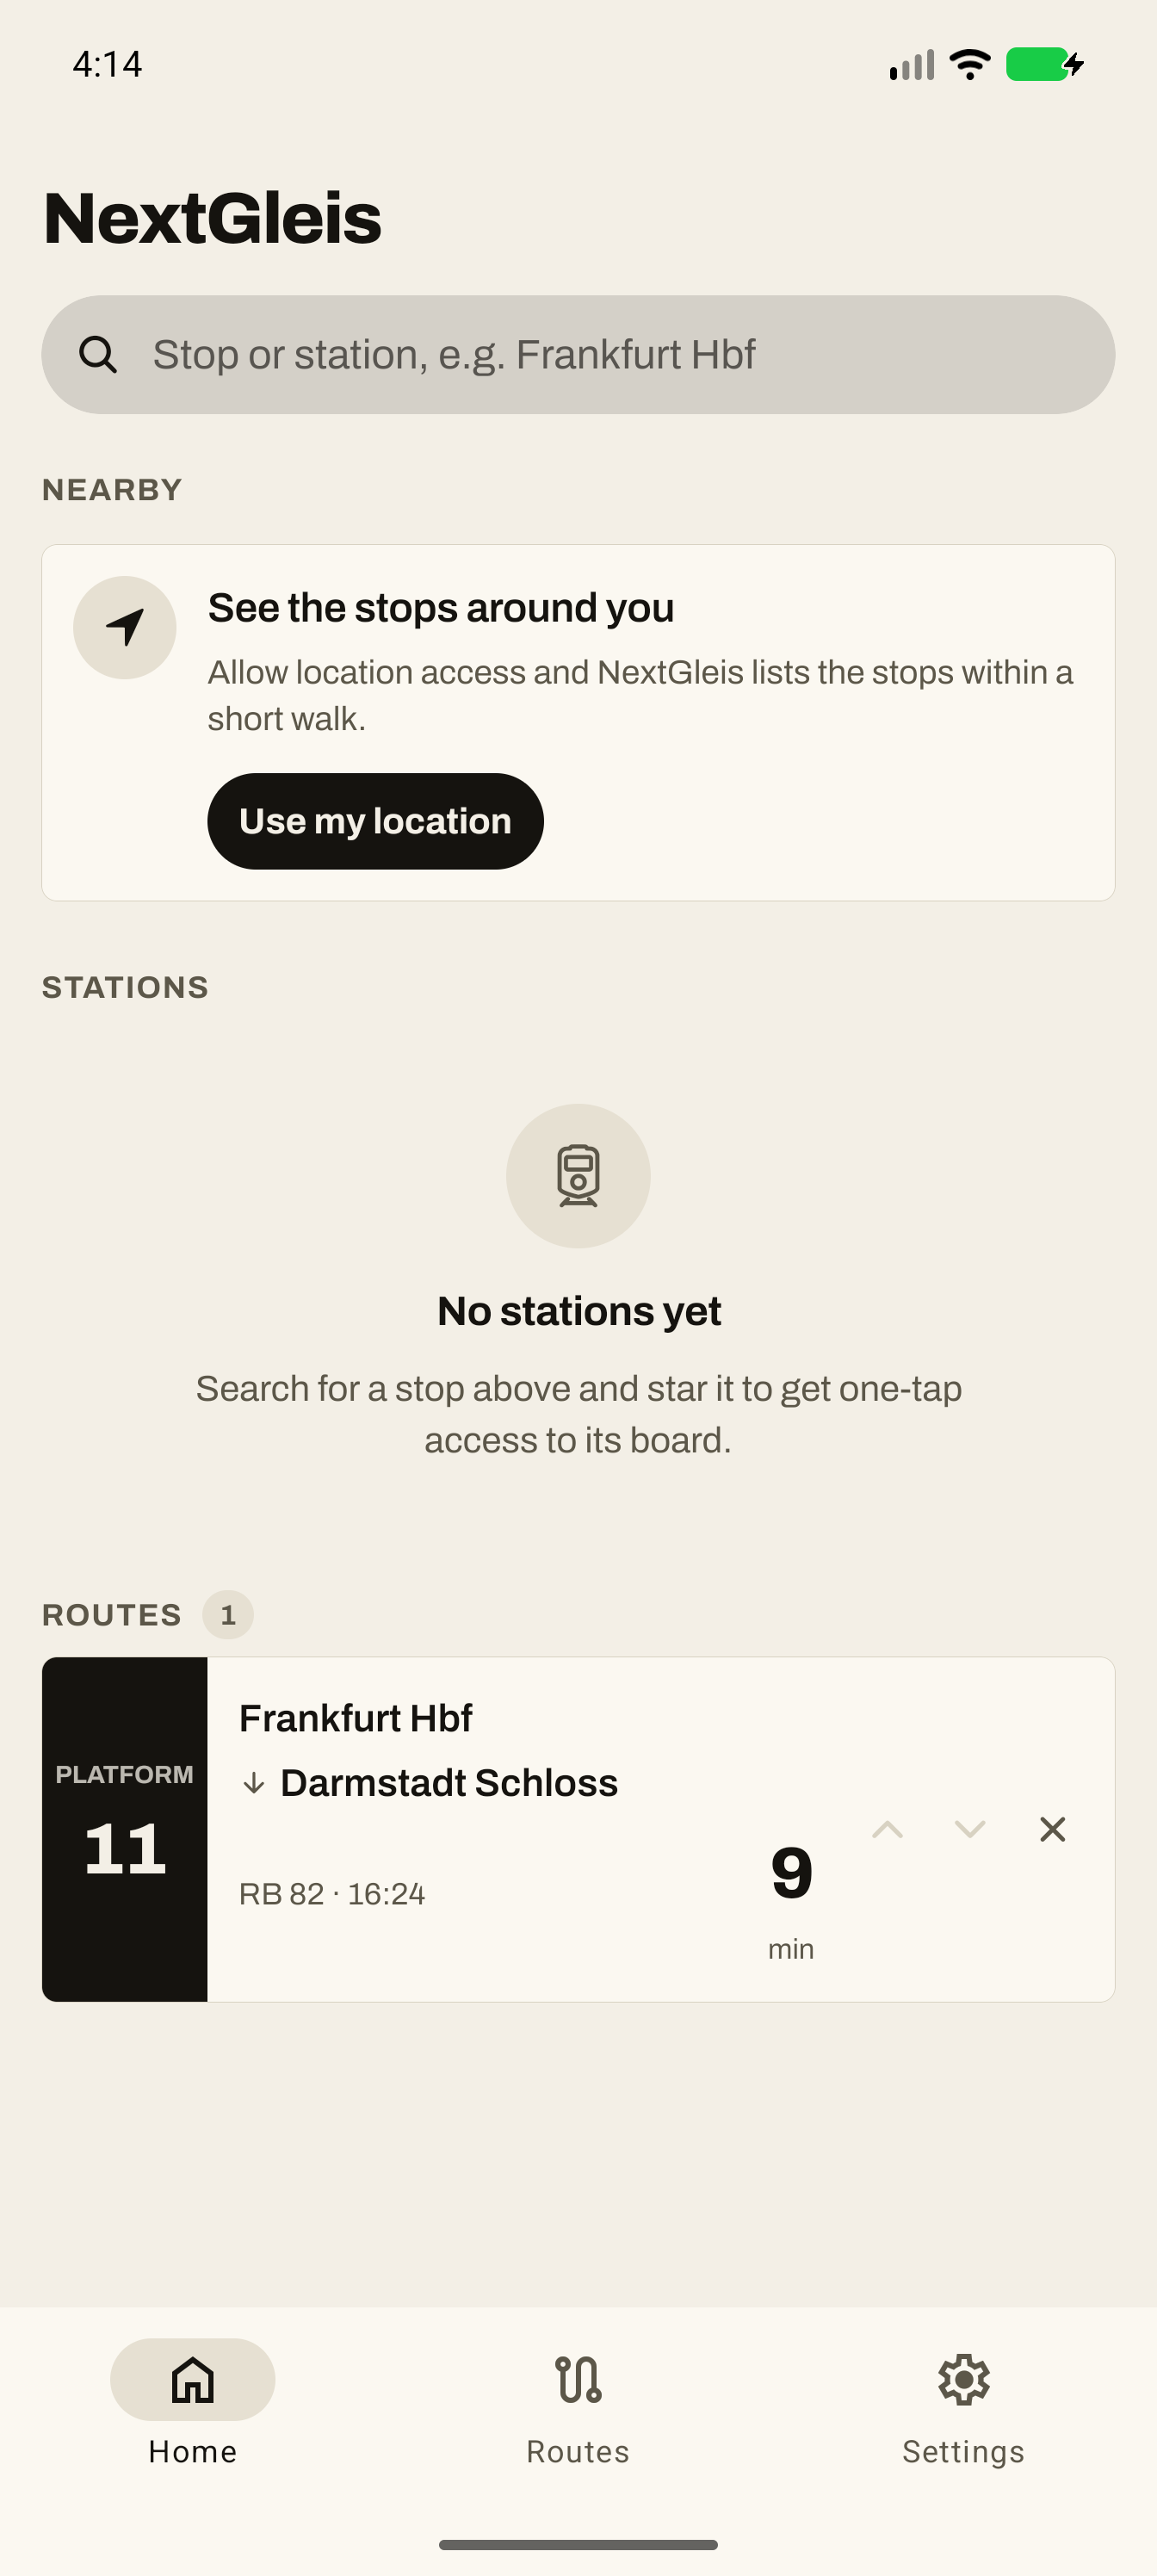 4:14
NextGleis
Stop or station, e.g. Frankfurt Hbf
NEARBY
See the stops around you
Allow location access and NextGleis lists the stops within a
short walk.
Use my location
STATIONS
No stations yet
Search for a stop above and star it to get one-tap
access to its board.
ROUTES 1
PLATFORM
11
Frankfurt Hbf
↓ Darmstadt Schloss
RB 82 · 16:24
9
min
Home
Routes
Settings